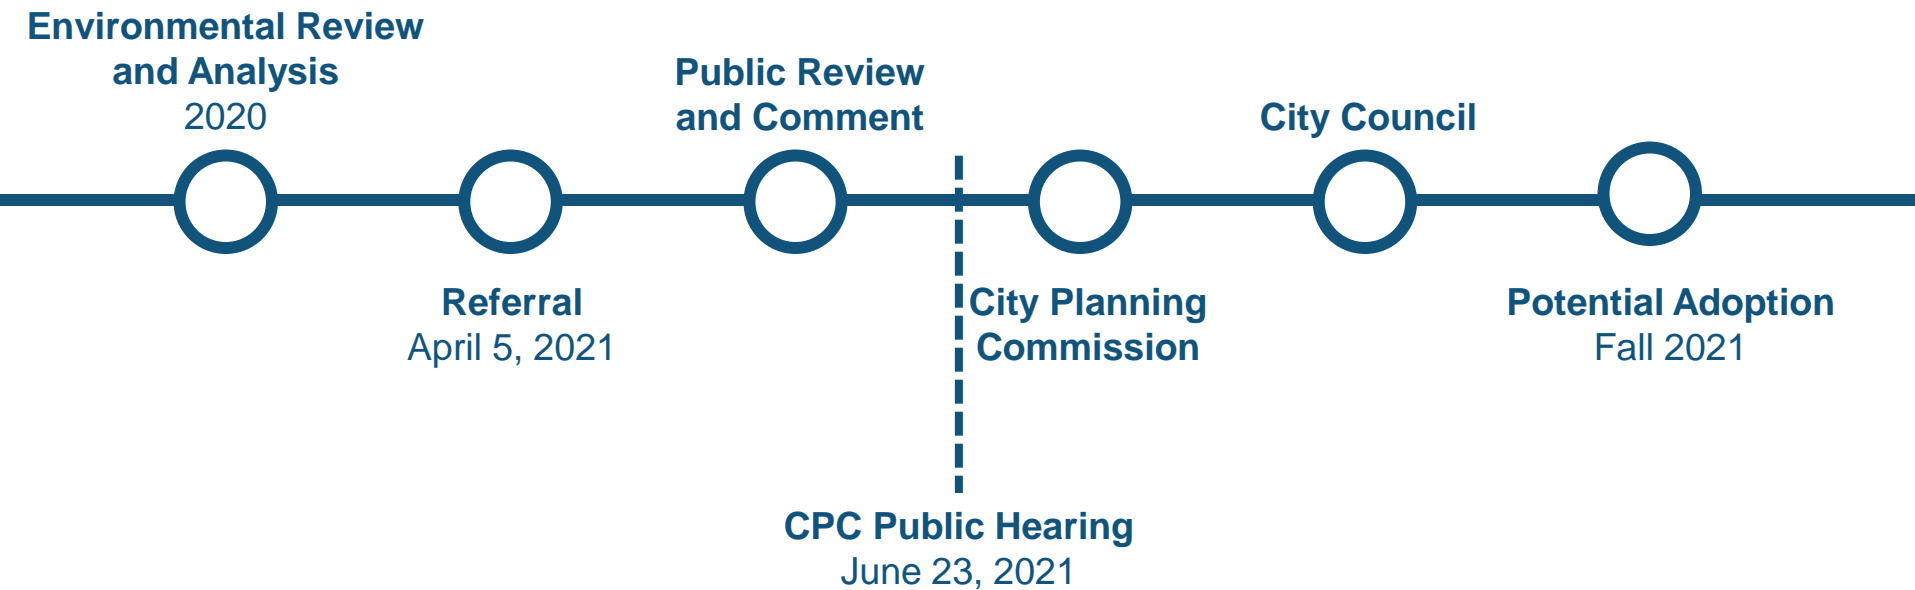 Environmental Review
and Analysis
2020
Referral
April 5, 2021
Public Review
and Comment
CPC Public Hearing
June 23, 2021
City Planning
Commission
City Council
Potential Adoption
Fall 2021